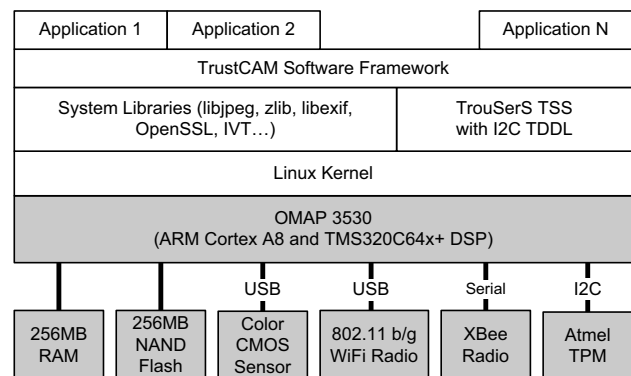 Application 1
Application 2
Application N
TrustCAM Software Framework
System Libraries (libjpeg, zlib, libexif,
OpenSSL, IVT…)
TrouSerS TSS
with I2C TDDL
Linux Kernel
OMAP 3530
(ARM Cortex A8 and TMS320C64x+ DSP)
USB
USB
Serial
I2C
256MB
RAM
256MB
NAND
Flash
Color
CMOS
Sensor
802.11 b/g
WiFi Radio
XBee
Radio
Atmel
TPM